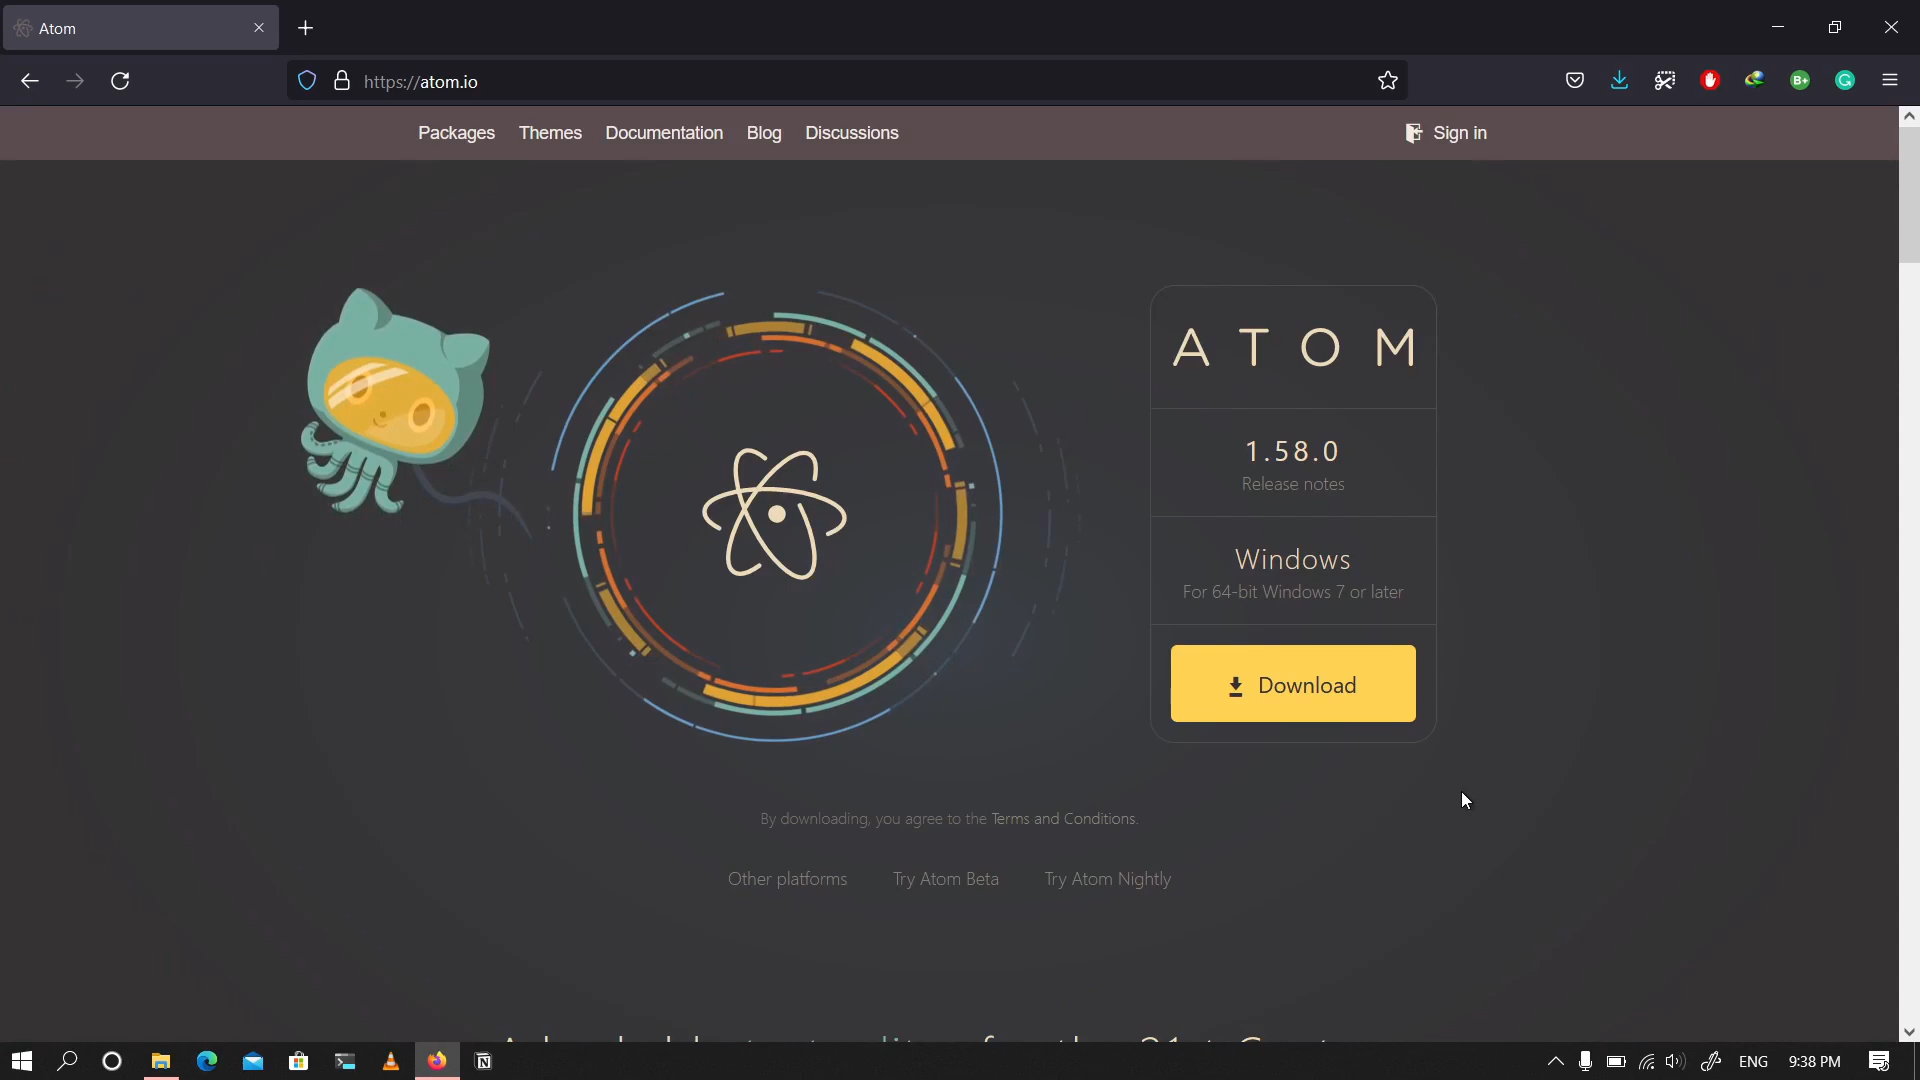 Atom
https://atom.io
Packages Themes Documentation Blog Discussions Sign in
ATOM
1.58.0
Release notes
Windows
For 64-bit Windows 7 or later
Download
By downloading, you agree to the Terms and Conditions.
Other platforms Try Atom Beta Try Atom Nightly
ENG 9:38 PM